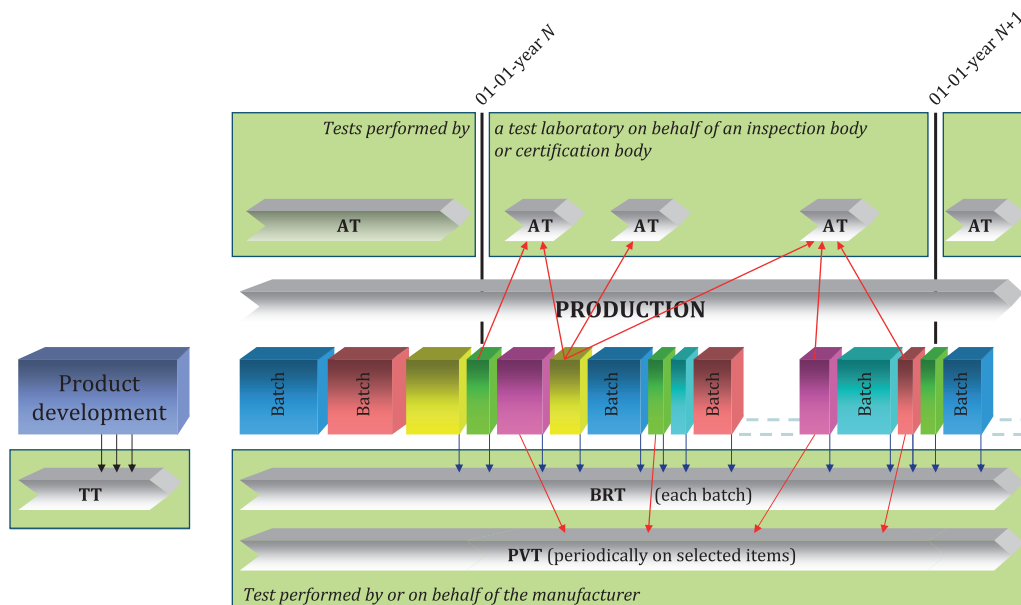 01-01-year N
01-01-year N+1
Tests performed by
a test laboratory on behalf of an inspection body
or certification body
AT
AT
AT
AT
AT
PRODUCTION
Product
development
Batch
Batch
Batch
Batch
Batch
TT
BRT (each batch)
PVT (periodically on selected items)
Test performed by or on behalf of the manufacturer